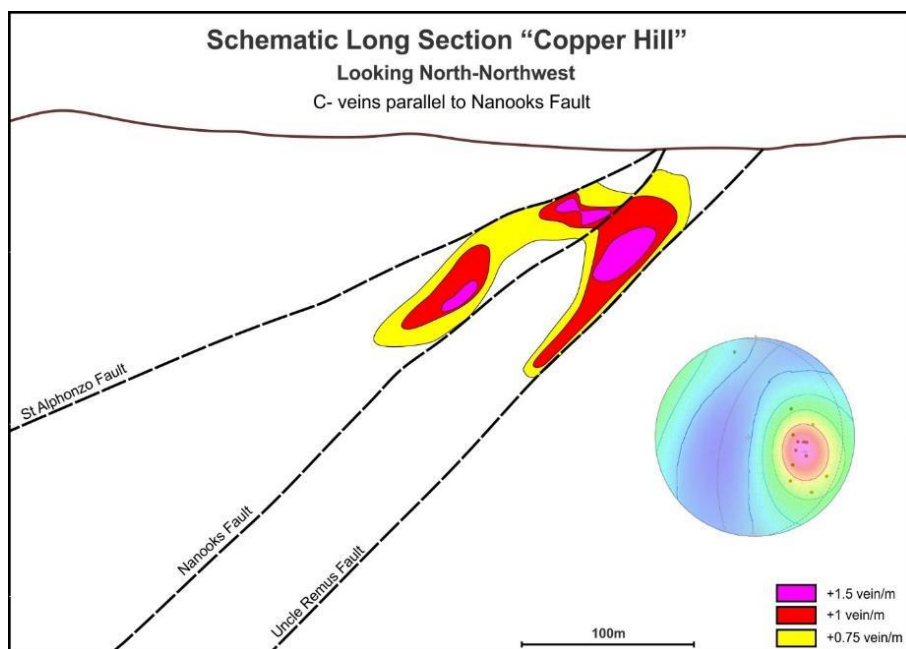 Schematic Long Section “Copper Hill”
Looking North-Northwest
C- veins parallel to Nanooks Fault
St Alphonzo Fault
Nanooks Fault
Uncle Remus Fault
+1.5 vein/m
+1 vein/m
+0.75 vein/m
100m